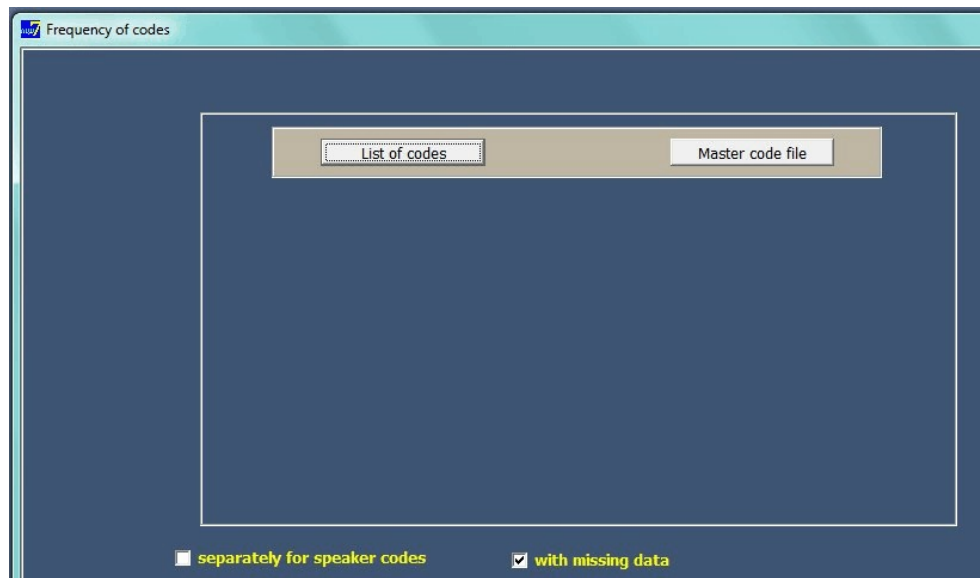 Frequency of codes
List of codes Master code file
separately for speaker codes with missing data